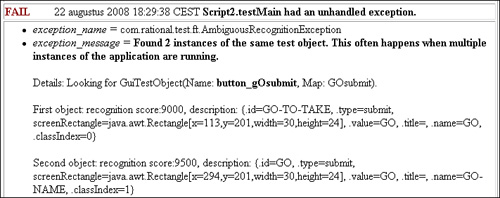 FAIL 22 augustus 2008 18:29:38 CEST Script2.testMain had an unhandled exception.
• exception_name = com.rational.test.ft.AmbiguousRecognitionException
• exception_message = Found 2 instances of the same test object. This often happens when multiple
instances of the application are running.
Details: Looking for GuiTestObject(Name: button_gOsubmit, Map: GOsubmit).
First object: recognition score:9000, description: {.id=GO-TO-TAKE, .type=submit,
screenRectangle=java.awt.Rectangle[x=113,y=201,width=30,height=24], .value=GO, .title=, .name=GO,
.classIndex=0}
Second object: recognition score:9500, description: {.id=GO, .type=submit,
screenRectangle=java.awt.Rectangle[x=294,y=201,width=30,height=24], .value=GO, .title=, .name=GO-
NAME, .classIndex=1}